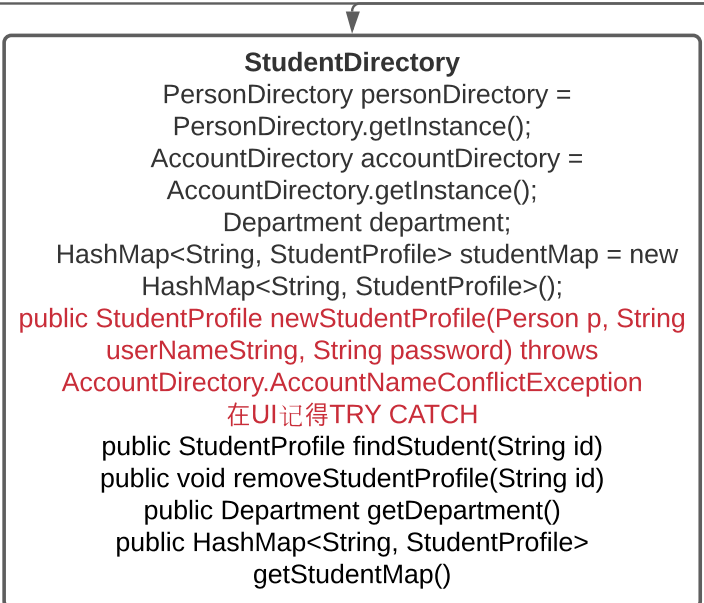 StudentDirectory
PersonDirectory personDirectory =
PersonDirectory.getInstance();
AccountDirectory accountDirectory =
AccountDirectory.getInstance();
Department department;
HashMap<String, StudentProfile> studentMap = new
HashMap<String, StudentProfile>();
public StudentProfile newStudentProfile(Person p, String
userNameString, String password) throws
AccountDirectory.AccountNameConflictException
在UI记得TRY CATCH
public StudentProfile findStudent(String id)
public void removeStudentProfile(String id)
public Department getDepartment()
public HashMap<String, StudentProfile>
getStudentMap()